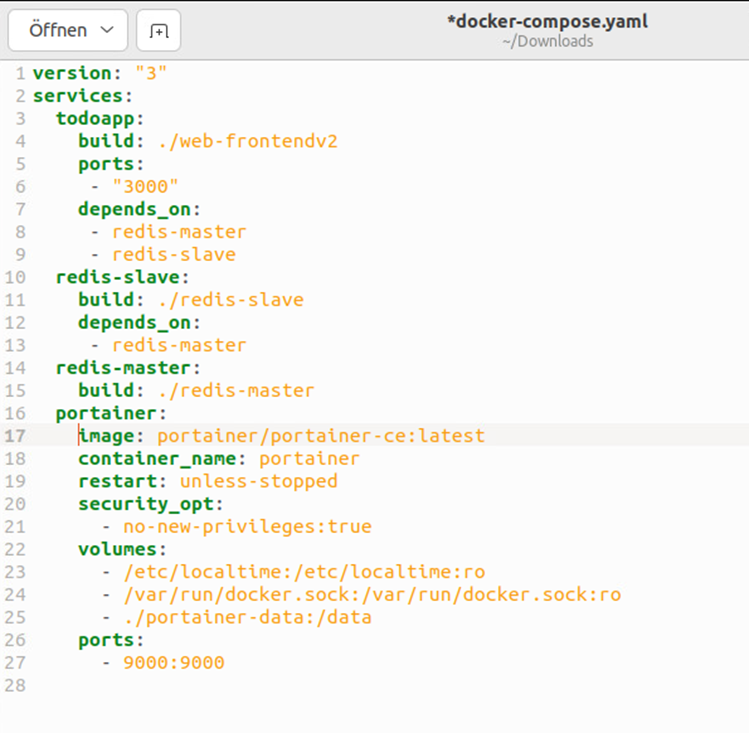 Öffnen
*docker-compose.yaml
~/Downloads
1 version: "3"
2 services:
3   todoapp:
4     build: ./web-frontendv2
5     ports:
6      - "3000"
7     depends_on:
8      - redis-master
9      - redis-slave
10   redis-slave:
11     build: ./redis-slave
12     depends_on:
13      - redis-master
14   redis-master:
15     build: ./redis-master
16   portainer:
17     image: portainer/portainer-ce:latest
18     container_name: portainer
19     restart: unless-stopped
20     security_opt:
21       - no-new-privileges:true
22     volumes:
23       - /etc/localtime:/etc/localtime:ro
24       - /var/run/docker.sock:/var/run/docker.sock:ro
25       - ./portainer-data:/data
26     ports:
27       - 9000:9000
28